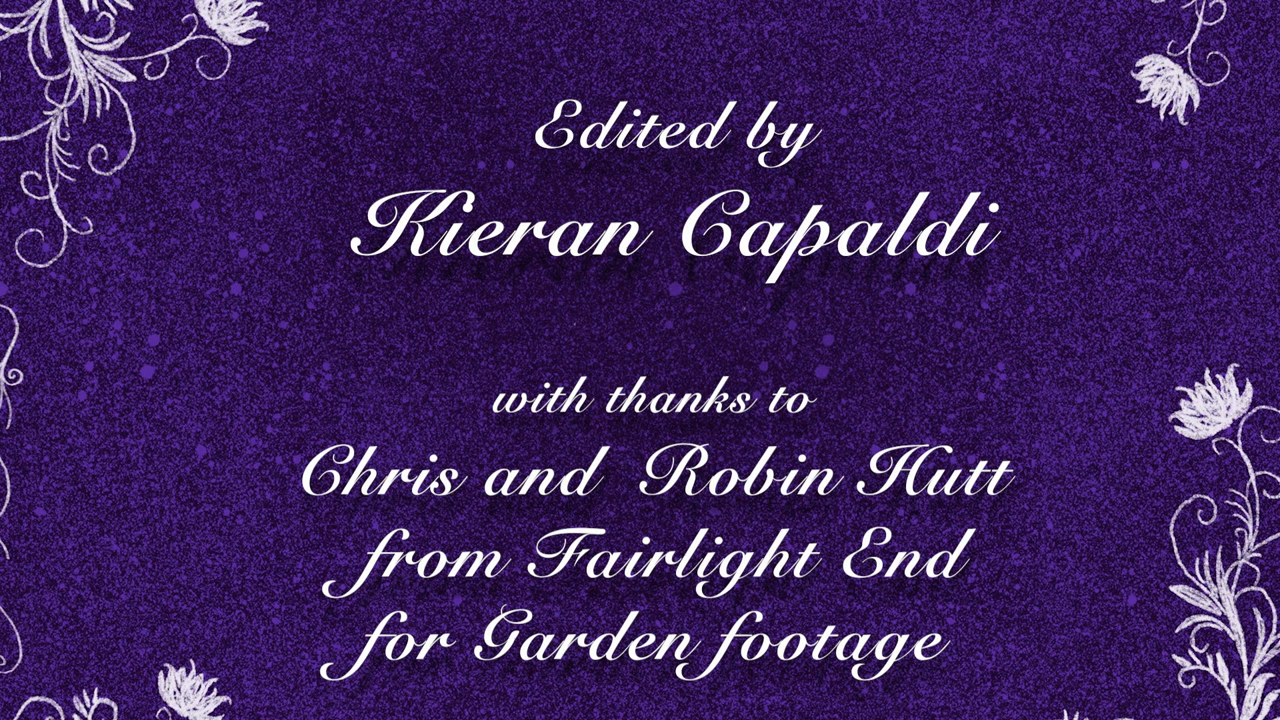 Edited by
Kieran Capaldi
with thanks to
Chris and Robin Hutt
from Fairlight End
for Garden footage